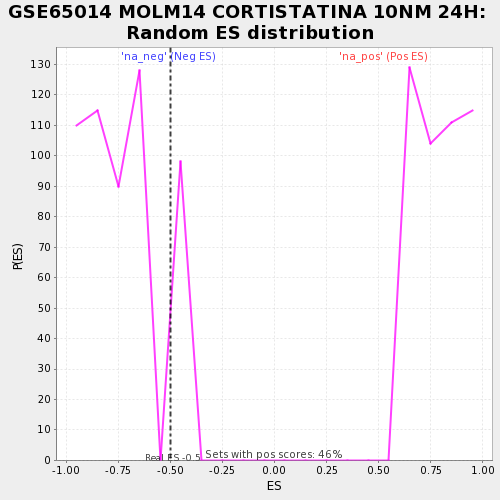 GSE65014 MOLM14 CORTISTATINA 10NM 24H:
Random ES distribution
'na_neg' (Neg ES)
'na_pos' (Pos ES)
130
120
110
100
90
80
70
60
50
40
30
20
10
0
P(ES)
Real ES -0.5
Sets with pos scores: 46%
-1.00 -0.75 -0.50 -0.25 0.00 0.25 0.50 0.75 1.00
ES